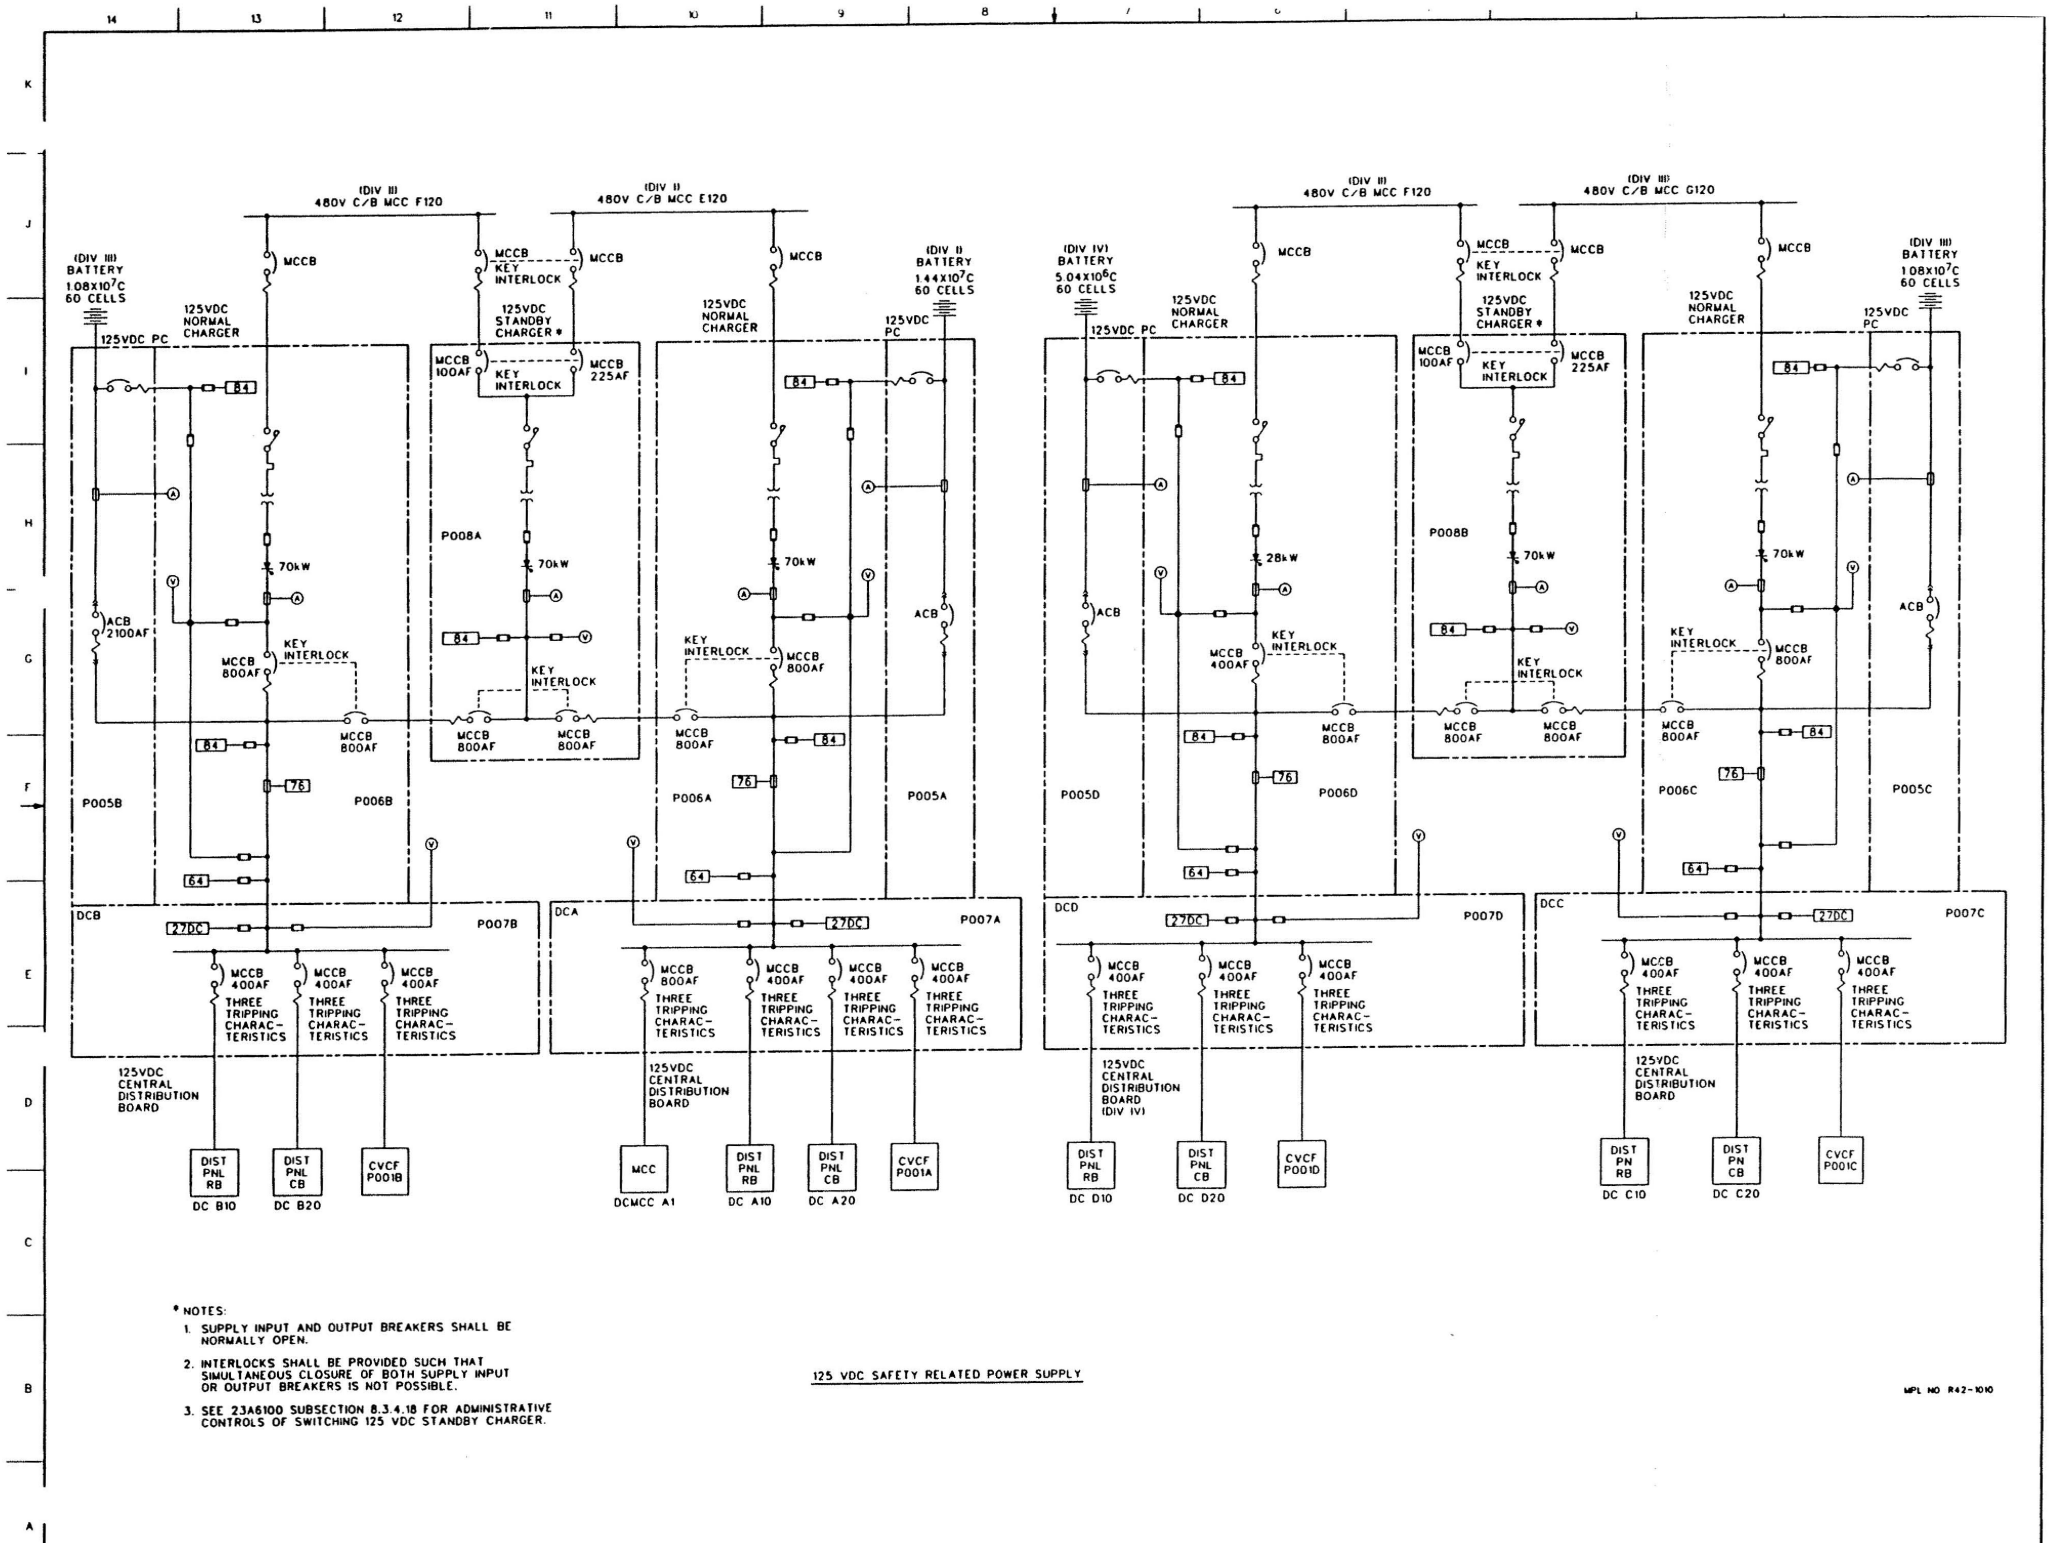 14 13 12 11 10 9 8 7
K
J
I
H
G
F
E
D
C
B
A
480V C/B MCC F120
(DIV I)
480V C/B MCC E120
(DIV II)
480V C/B MCC F120
(DIV III)
480V C/B MCC G120
BATTERY
1.08X10⁷C
60 CELLS
125VDC
NORMAL
CHARGER
125VDC PC
MCCB
MCCB
KEY
INTERLOCK
MCCB
125VDC
STANDBY
CHARGER *
MCCB
100AF
KEY
INTERLOCK
MCCB
225AF
MCCB
125VDC
NORMAL
CHARGER
(DIV I)
BATTERY
1.44X10⁷C
60 CELLS
125VDC
PC
84
A
70kW
V
A
ACB
2100AF
MCCB
800AF
KEY
INTERLOCK
MCCB
800AF
84
76
P005B
P006B
64
V
P008A
70kW
A
84
V
KEY
INTERLOCK
MCCB
800AF
MCCB
800AF
84
A
70kW
A
V
ACB
KEY
INTERLOCK
MCCB
800AF
MCCB
800AF
84
76
P006A
P005A
V
64
DCB
P007B
27DC
MCCB
400AF
THREE
TRIPPING
CHARAC-
TERISTICS
MCCB
400AF
THREE
TRIPPING
CHARAC-
TERISTICS
MCCB
400AF
THREE
TRIPPING
CHARAC-
TERISTICS
125VDC
CENTRAL
DISTRIBUTION
BOARD
DIST
PNL
RB
DC B10
DIST
PNL
CB
DC B20
CVCF
P001B
DCA
P007A
27DC
MCCB
800AF
THREE
TRIPPING
CHARAC-
TERISTICS
MCCB
400AF
THREE
TRIPPING
CHARAC-
TERISTICS
MCCB
400AF
THREE
TRIPPING
CHARAC-
TERISTICS
MCCB
400AF
THREE
TRIPPING
CHARAC-
TERISTICS
125VDC
CENTRAL
DISTRIBUTION
BOARD
MCC
DCMCC A1
DIST
PNL
RB
DC A10
DIST
PNL
CB
DC A20
CVCF
P001A
(DIV IV)
BATTERY
5.04X10⁶C
60 CELLS
125VDC
NORMAL
CHARGER
125VDC PC
MCCB
MCCB
KEY
INTERLOCK
MCCB
125VDC
STANDBY
CHARGER *
MCCB
100AF
KEY
INTERLOCK
MCCB
225AF
MCCB
125VDC
NORMAL
CHARGER
(DIV III)
BATTERY
1.08X10⁷C
60 CELLS
125VDC
PC
84
A
28kW
V
A
ACB
MCCB
400AF
KEY
INTERLOCK
MCCB
800AF
84
76
P005D
P006D
64
V
P008B
70kW
A
84
V
KEY
INTERLOCK
MCCB
800AF
MCCB
800AF
84
A
70kW
A
V
ACB
KEY
INTERLOCK
MCCB
800AF
MCCB
800AF
84
76
P006C
P005C
V
64
DCD
P007D
27DC
MCCB
400AF
THREE
TRIPPING
CHARAC-
TERISTICS
MCCB
400AF
THREE
TRIPPING
CHARAC-
TERISTICS
MCCB
400AF
THREE
TRIPPING
CHARAC-
TERISTICS
125VDC
CENTRAL
DISTRIBUTION
BOARD
(DIV IV)
DIST
PNL
RB
DC D10
DIST
PNL
CB
DC D20
CVCF
P001D
DCC
P007C
27DC
MCCB
400AF
THREE
TRIPPING
CHARAC-
TERISTICS
MCCB
400AF
THREE
TRIPPING
CHARAC-
TERISTICS
MCCB
400AF
THREE
TRIPPING
CHARAC-
TERISTICS
125VDC
CENTRAL
DISTRIBUTION
BOARD
DIST
PN
RB
DC C10
DIST
PN
CB
DC C20
CVCF
P001C
* NOTES:
1. SUPPLY INPUT AND OUTPUT BREAKERS SHALL BE
NORMALLY OPEN.
2. INTERLOCKS SHALL BE PROVIDED SUCH THAT
SIMULTANEOUS CLOSURE OF BOTH SUPPLY INPUT
OR OUTPUT BREAKERS IS NOT POSSIBLE.
3. SEE 23A6100 SUBSECTION 8.3.4.18 FOR ADMINISTRATIVE
CONTROLS OF SWITCHING 125 VDC STANDBY CHARGER.
125 VDC SAFETY RELATED POWER SUPPLY
MPL NO R42-1010